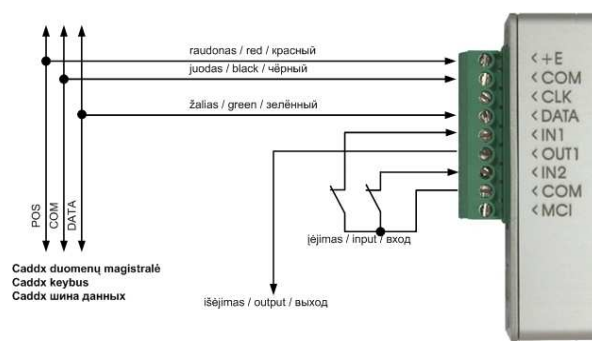 raudonas / red / красный
juodas / black / чёрный
žalias / green / зелённый
<+E
<COM
<CLK
<DATA
<IN1
<OUT1
<IN2
<COM
<MCI
POS
COM
DATA
įėjimas / input / вход
Caddx duomenų magistralė
Caddx keybus
Caddx шина данных
išėjimas / output / выход